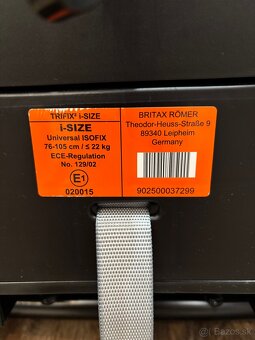 TRIFIX² i-SIZE
i-SIZE
Universal ISOFIX
76-105 cm / ≤ 22 kg
ECE-Regulation
No. 129/02
E1
020015
BRITAX RÖMER
Theodor-Heuss-Straße 9
89340 Leipheim
Germany
902500037299
Bazos.sk